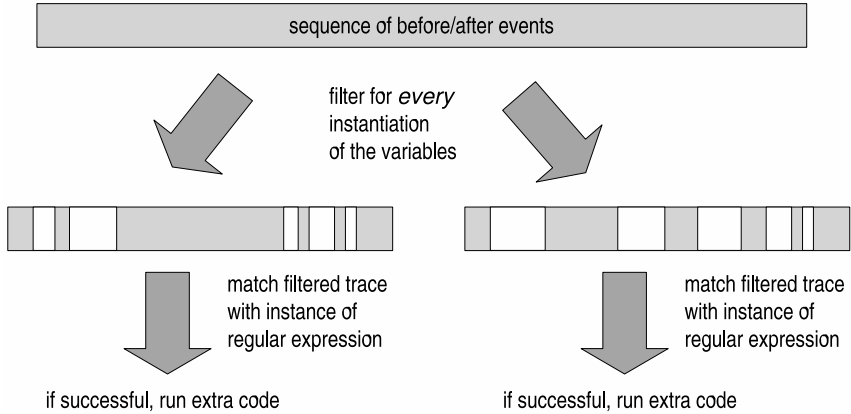 sequence of before/after events
filter for every
instantiation
of the variables
match filtered trace
with instance of
regular expression
if successful, run extra code
match filtered trace
with instance of
regular expression
if successful, run extra code